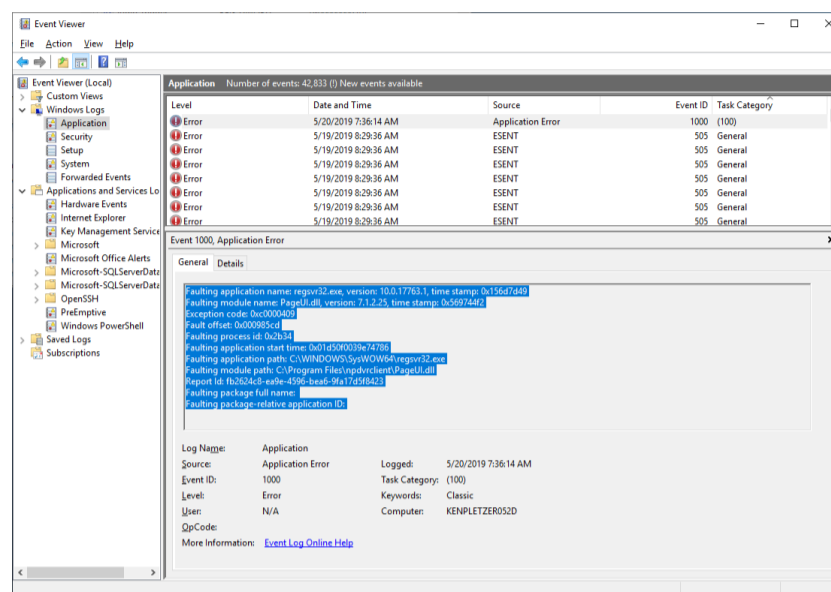 Event Viewer
File Action View Help
Event Viewer (Local)
Custom Views
Windows Logs
Application
Security
Setup
System
Forwarded Events
Applications and Services Lo
Hardware Events
Internet Explorer
Key Management Service
Microsoft
Microsoft Office Alerts
Microsoft-SQLServerData
Microsoft-SQLServerData
OpenSSH
PreEmptive
Windows PowerShell
Saved Logs
Subscriptions
Application Number of events: 42,833 (!) New events available
Level Date and Time Source Event ID Task Category
Error 5/20/2019 7:36:14 AM Application Error 1000 (100)
Error 5/19/2019 8:29:36 AM ESENT 505 General
Error 5/19/2019 8:29:36 AM ESENT 505 General
Error 5/19/2019 8:29:36 AM ESENT 505 General
Error 5/19/2019 8:29:36 AM ESENT 505 General
Error 5/19/2019 8:29:36 AM ESENT 505 General
Error 5/19/2019 8:29:36 AM ESENT 505 General
Error 5/19/2019 8:29:36 AM ESENT 505 General
Event 1000, Application Error
General Details
Faulting application name: regsvr32.exe, version: 10.0.17763.1, time stamp: 0x156d7d49
Faulting module name: PageUI.dll, version: 7.1.2.25, time stamp: 0x569744f2
Exception code: 0xc0000409
Fault offset: 0x000985cd
Faulting process id: 0x2b34
Faulting application start time: 0x01d50f0039e74786
Faulting application path: C:\WINDOWS\SysWOW64\regsvr32.exe
Faulting module path: C:\Program Files\npdvrclient\PageUI.dll
Report Id: fb2624c8-ea9e-4596-bea6-9fa17d5f8423
Faulting package full name:
Faulting package-relative application ID:
Log Name: Application
Source: Application Error Logged: 5/20/2019 7:36:14 AM
Event ID: 1000 Task Category: (100)
Level: Error Keywords: Classic
User: N/A Computer: KENPLETZER052D
OpCode:
More Information: Event Log Online Help